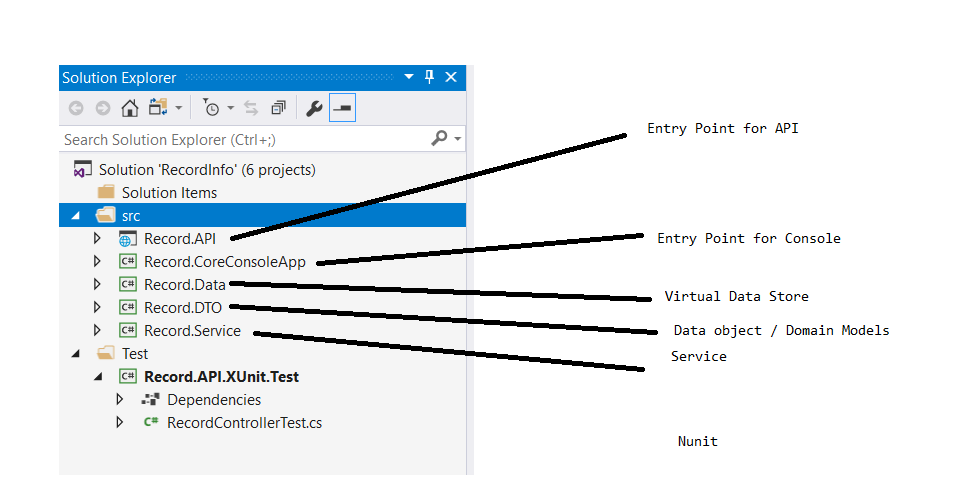 Solution Explorer
Search Solution Explorer (Ctrl+;)
Solution 'RecordInfo' (6 projects)
Solution Items
src
Record.API
C# Record.CoreConsoleApp
C# Record.Data
C# Record.DTO
C# Record.Service
Test
C# Record.API.XUnit.Test
Dependencies
C# RecordControllerTest.cs
Entry Point for API
Entry Point for Console
Virtual Data Store
Data object / Domain Models
Service
Nunit